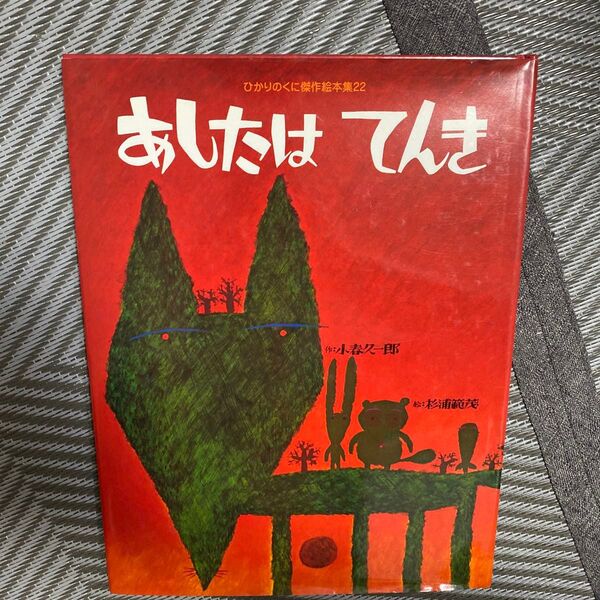 ひかりのくに傑作絵本集22
あしたは てんき
作:小春久一郎
絵:杉浦範茂